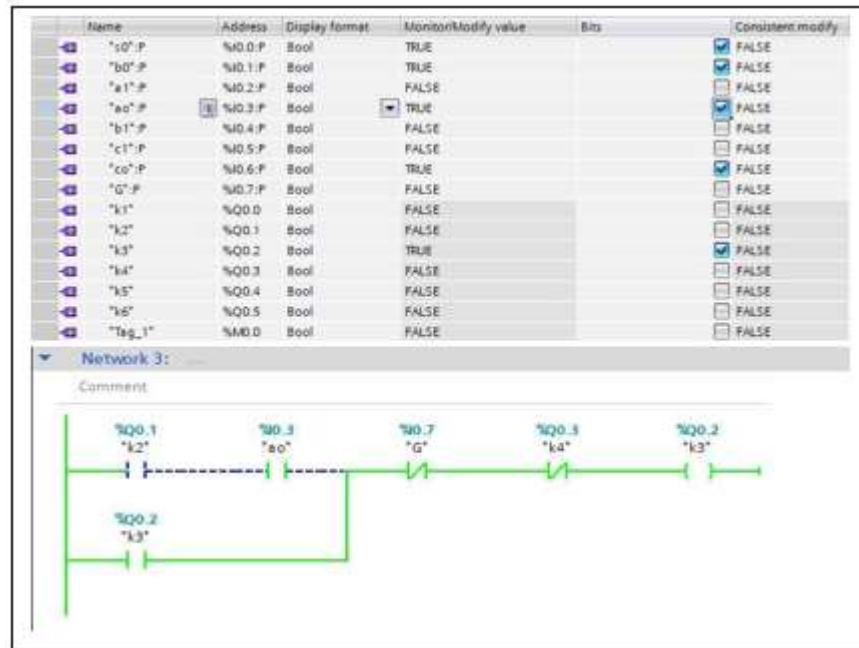 Name Address Display format Monitor/Modify value Bits Consistent modify
"s0":P %I0.0:P Bool TRUE FALSE
"b0":P %I0.1:P Bool TRUE FALSE
"a1":P %I0.2:P Bool FALSE FALSE
"ao":P %I0.3:P Bool TRUE FALSE
"b1":P %I0.4:P Bool FALSE FALSE
"c1":P %I0.5:P Bool FALSE FALSE
"co":P %I0.6:P Bool TRUE FALSE
"G":P %I0.7:P Bool FALSE FALSE
"k1" %Q0.0 Bool FALSE FALSE
"k2" %Q0.1 Bool FALSE FALSE
"k3" %Q0.2 Bool TRUE FALSE
"k4" %Q0.3 Bool FALSE FALSE
"k5" %Q0.4 Bool FALSE FALSE
"k6" %Q0.5 Bool FALSE FALSE
"Tag_1" %M0.0 Bool FALSE FALSE
Network 3: .....
Comment
%Q0.1 %I0.3 %I0.7 %Q0.3 %Q0.2
"k2" "ao" "G" "k4" "k3"
%Q0.2
"k3"